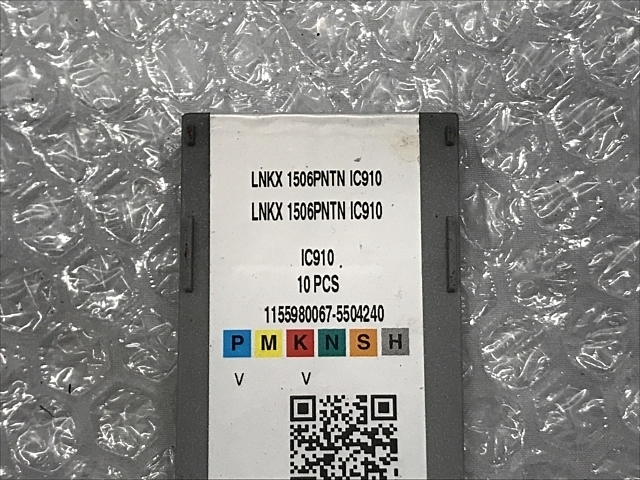 LNKX 1506PNTN IC910
LNKX 1506PNTN IC910
IC910
10 PCS
1155980067-5504240
P M K N S H
V V